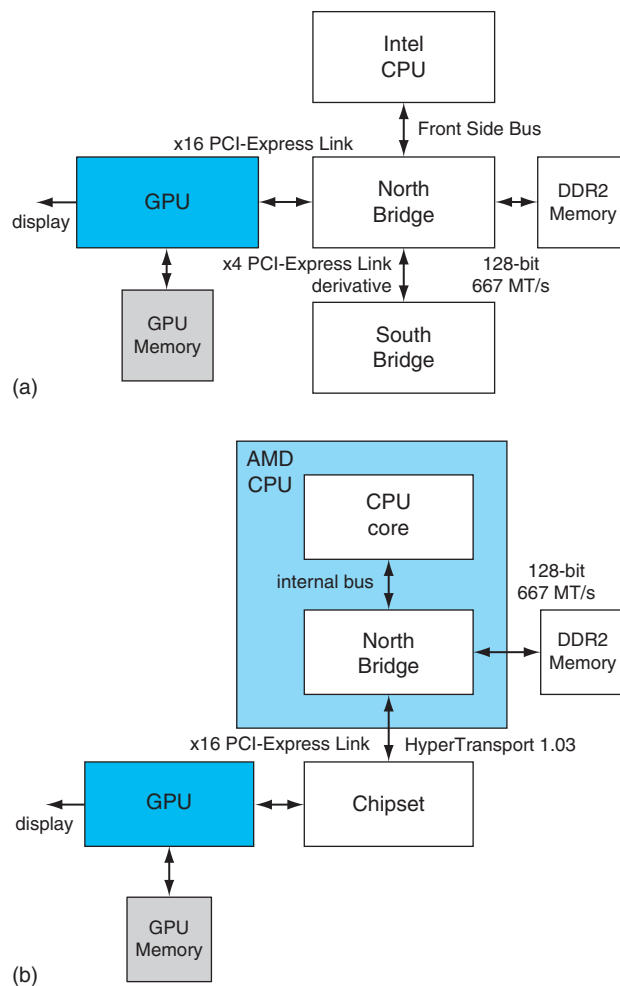 Intel
CPU
Front Side Bus
x16 PCI-Express Link
GPU
North
Bridge
DDR2
Memory
display
x4 PCI-Express Link
derivative
128-bit
667 MT/s
GPU
Memory
South
Bridge
(a)
AMD
CPU
CPU
core
internal bus
128-bit
667 MT/s
North
Bridge
DDR2
Memory
x16 PCI-Express Link
HyperTransport 1.03
GPU
Chipset
display
GPU
Memory
(b)